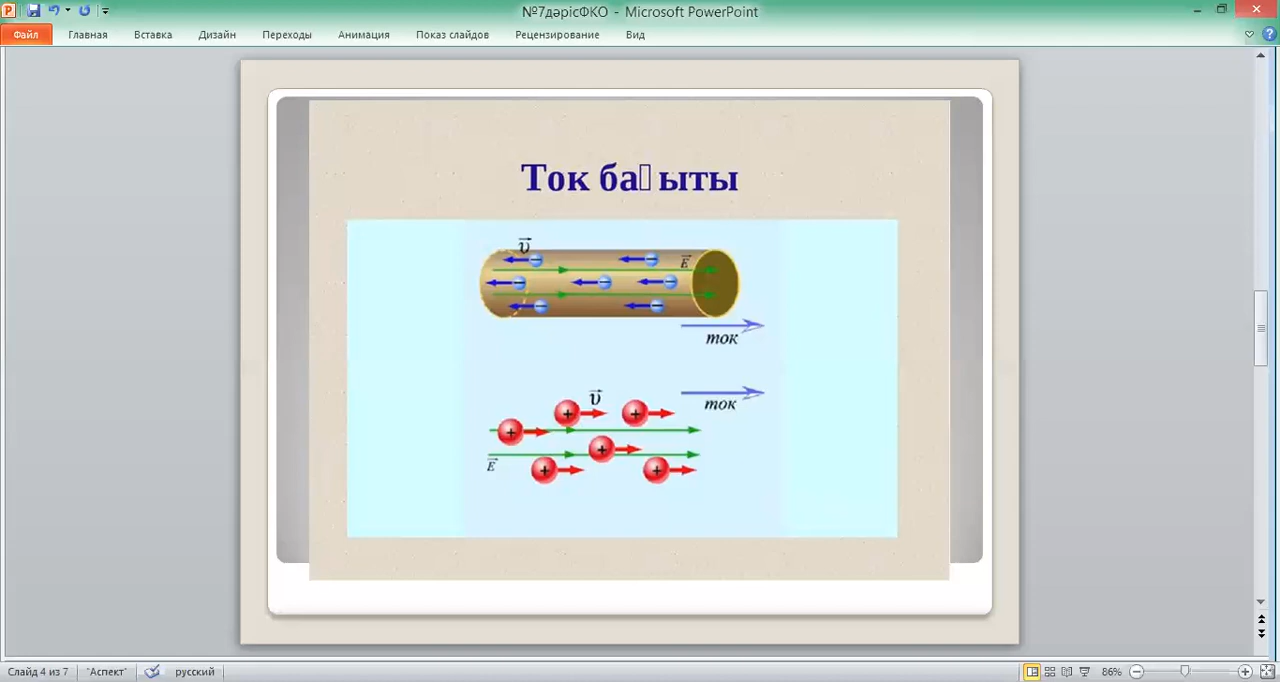 №7дәрісФКО - Microsoft PowerPoint
Файл Главная Вставка Дизайн Переходы Анимация Показ слайдов Рецензирование Вид
Ток ба▯ыты
υ
E
ток
ток
υ
E
Слайд 4 из 7 "Аспект" русский 86%